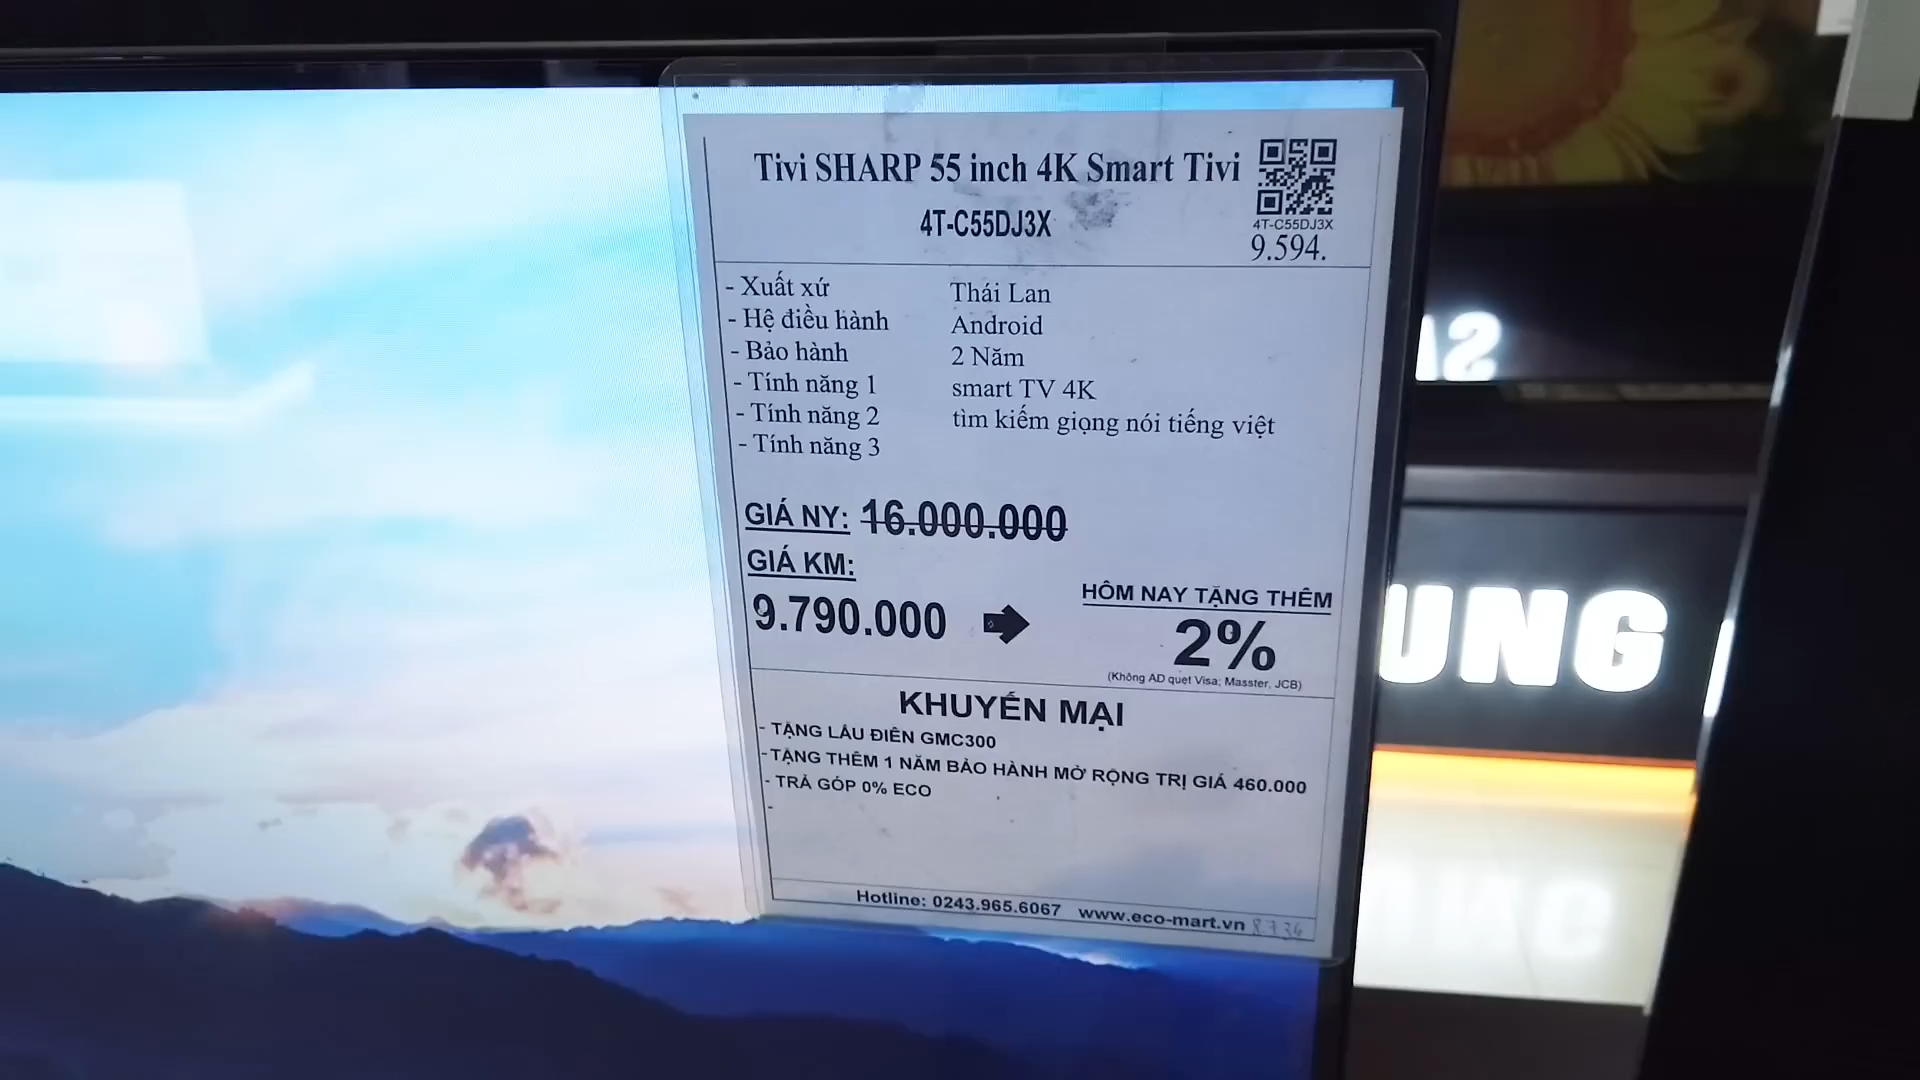 Tivi SHARP 55 inch 4K Smart Tivi
4T-C55DJ3X
4T-C55DJ3X
9.594.
- Xuất xứ Thái Lan
- Hệ điều hành Android
- Bảo hành 2 Năm
- Tính năng 1 smart TV 4K
- Tính năng 2 tìm kiếm giọng nói tiếng việt
- Tính năng 3
GIÁ NY: 16.000.000
GIÁ KM:
9.790.000
HÔM NAY TẶNG THÊM
2%
(Không AD quẹt Visa; Masster, JCB)
KHUYẾN MẠI
- TẶNG LẨU ĐIỆN GMC300
- TẶNG THÊM 1 NĂM BẢO HÀNH MỞ RỘNG TRỊ GIÁ 460.000
- TRẢ GÓP 0% ECO
-
Hotline: 0243.965.6067 www.eco-mart.vn
UNG